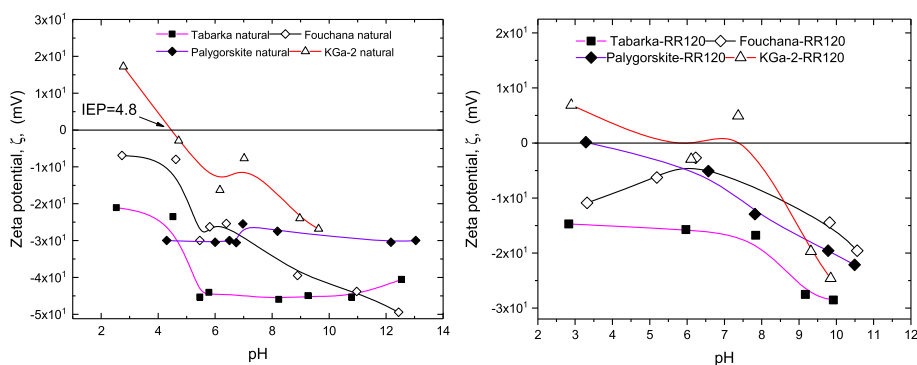 3x10¹
2x10¹
1x10¹
0
-1x10¹
-2x10¹
-3x10¹
-4x10¹
-5x10¹
Zeta potential, ζ, (mV)
Tabarka natural
Fouchana natural
Palygorskite natural
KGa-2 natural
IEP=4.8
2 4 6 8 10 12 14
pH
2x10¹
1x10¹
0
-1x10¹
-2x10¹
-3x10¹
Zeta potential, ζ, (mV)
Tabarka-RR120
Fouchana-RR120
Palygorskite-RR120
KGa-2-RR120
2 3 4 5 6 7 8 9 10 11 12
pH